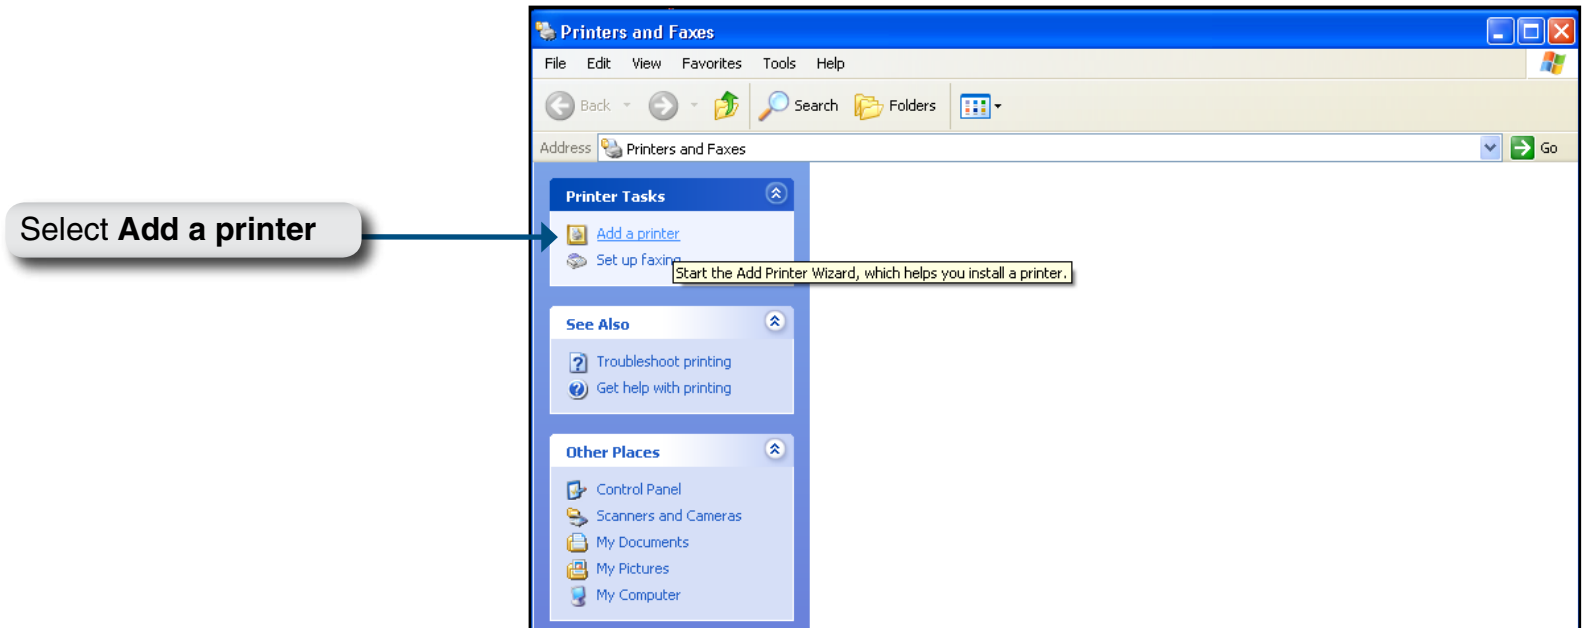 Printers and Faxes
File Edit View Favorites Tools Help
Back Search Folders
Address Printers and Faxes Go
Printer Tasks
Select Add a printer
Add a printer
Set up faxing
Start the Add Printer Wizard, which helps you install a printer.
See Also
Troubleshoot printing
Get help with printing
Other Places
Control Panel
Scanners and Cameras
My Documents
My Pictures
My Computer